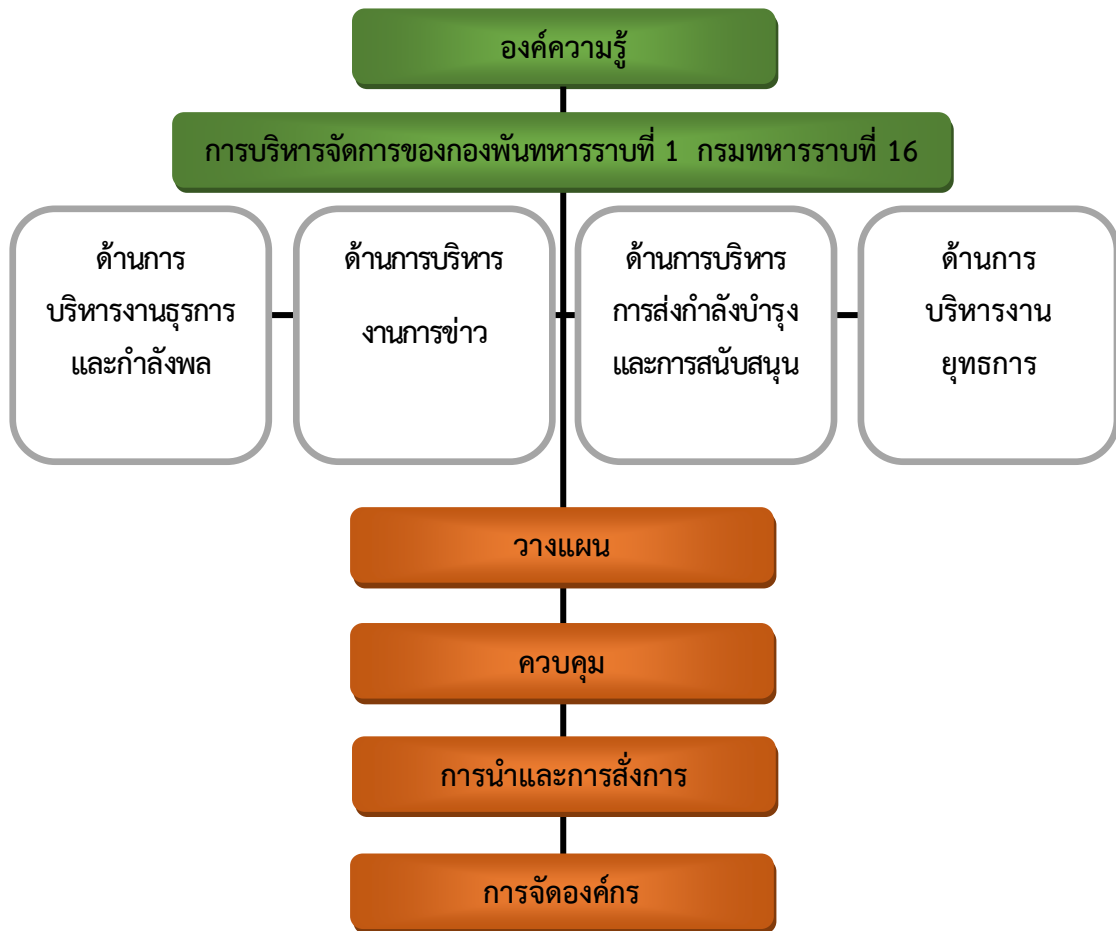 องค์ความรู้
การบริหารจัดการของกองพันทหารราบที่ 1 กรมทหารราบที่ 16
ด้านการ
บริหารงานธุรการ
และกำลังพล
ด้านการบริหาร
งานการข่าว
ด้านการบริหาร
การส่งกำลังบำรุง
และการสนับสนุน
ด้านการ
บริหารงาน
ยุทธการ
วางแผน
ควบคุม
การนำและการสั่งการ
การจัดองค์กร